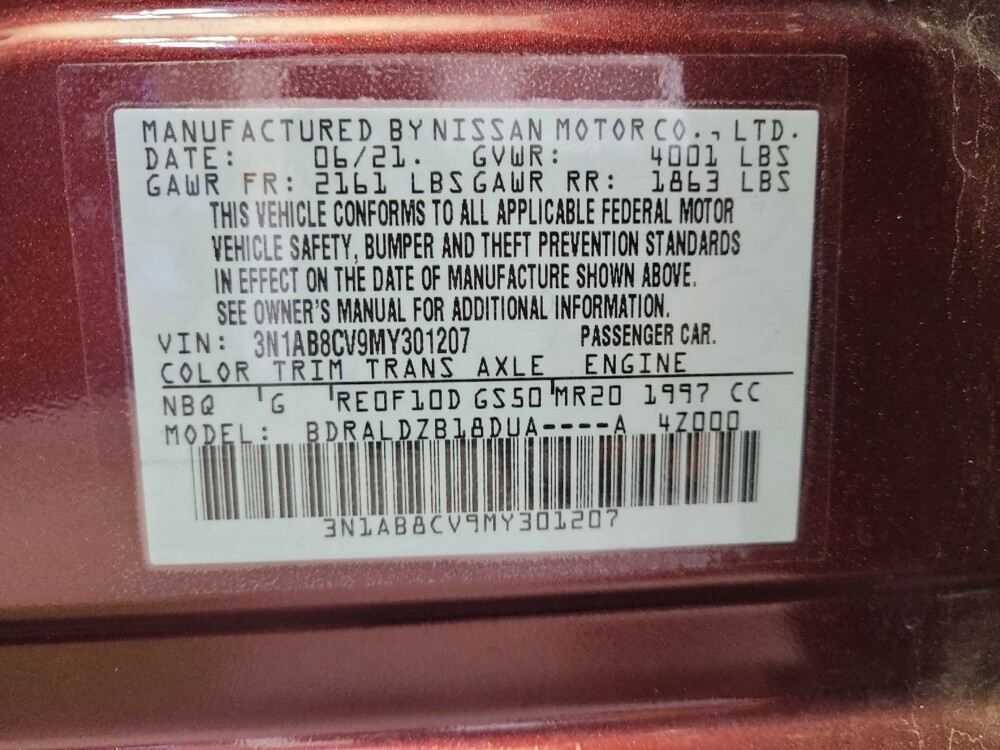 MANUFACTURED BY NISSAN MOTOR CO., LTD.
DATE: 06/21. GVWR: 4001 LBS
GAWR FR: 2161 LBS GAWR RR: 1863 LBS
THIS VEHICLE CONFORMS TO ALL APPLICABLE FEDERAL MOTOR
VEHICLE SAFETY, BUMPER AND THEFT PREVENTION STANDARDS
IN EFFECT ON THE DATE OF MANUFACTURE SHOWN ABOVE.
SEE OWNER'S MANUAL FOR ADDITIONAL INFORMATION.
VIN: 3N1AB8CV9MY301207 PASSENGER CAR.
COLOR TRIM TRANS AXLE ENGINE
NBQ G RE0F10D GS50 MR20 1997 CC
MODEL: BDRALDZB18DUA----A 4Z000
3N1AB8CV9MY301207